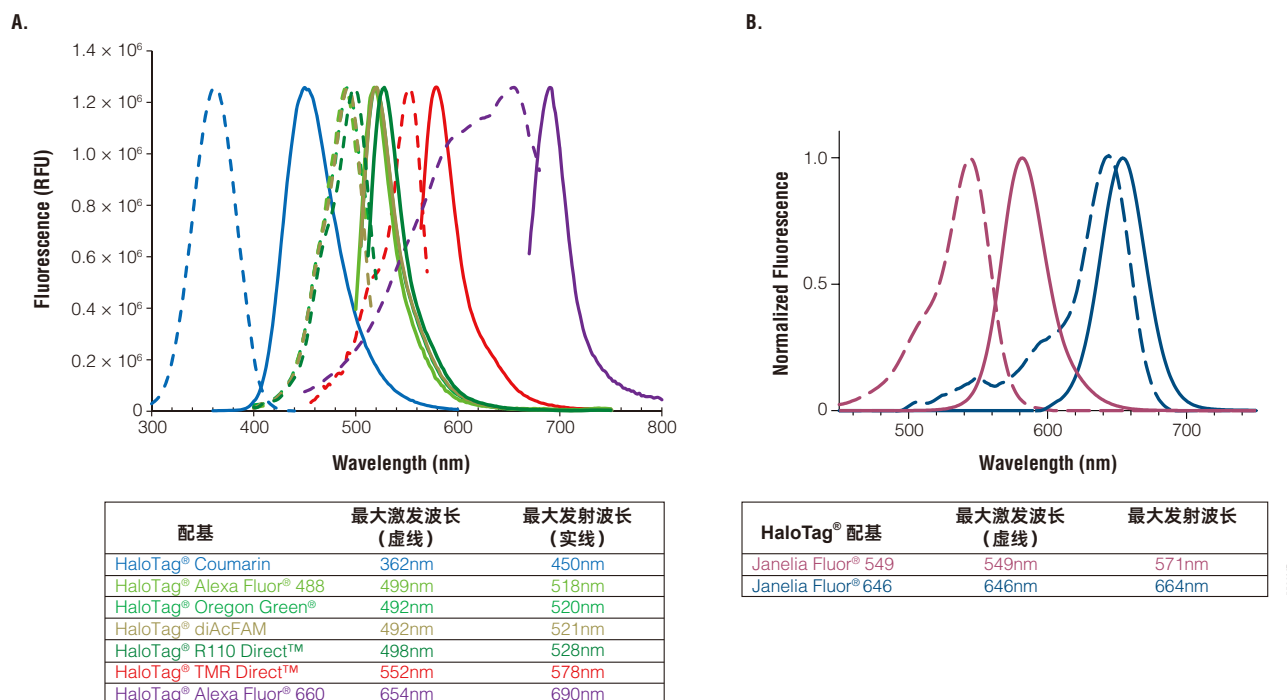 A.
1.4 × 10⁶
1.2 × 10⁶
1.0 × 10⁶
0.8 × 10⁶
0.6 × 10⁶
0.4 × 10⁶
0.2 × 10⁶
0
Fluorescence (RFU)
300 400 500 600 700 800
Wavelength (nm)
配基 最大激发波长（虚线） 最大发射波长（实线）
HaloTag® Coumarin 362nm 450nm
HaloTag® Alexa Fluor® 488 499nm 518nm
HaloTag® Oregon Green® 492nm 520nm
HaloTag® diAcFAM 492nm 521nm
HaloTag® R110 Direct™ 498nm 528nm
HaloTag® TMR Direct™ 552nm 578nm
HaloTag® Alexa Fluor® 660 654nm 690nm
B.
1.0
0.5
0
Normalized Fluorescence
500 600 700
Wavelength (nm)
HaloTag® 配基 最大激发波长（虚线） 最大发射波长
Janelia Fluor® 549 549nm 571nm
Janelia Fluor® 646 646nm 664nm